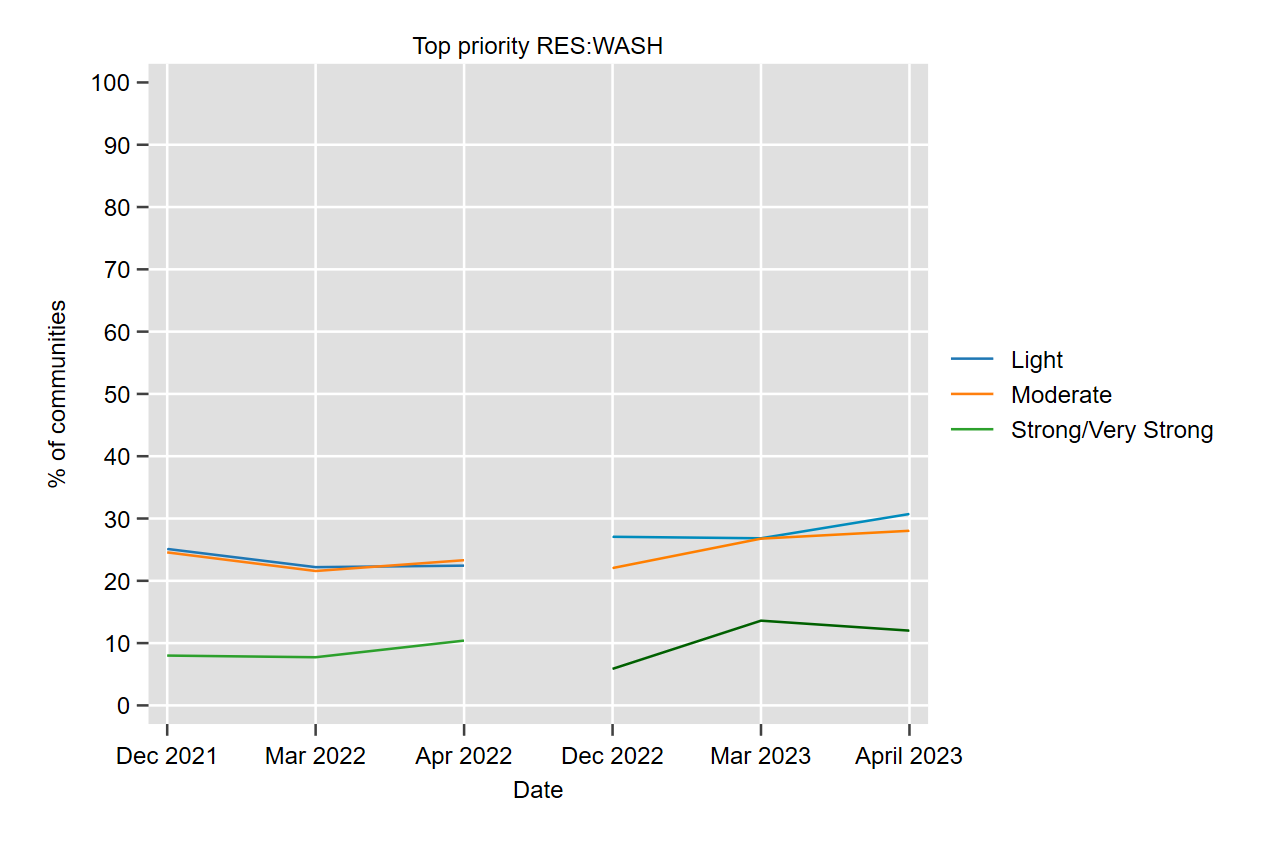 Top priority RES:WASH
100
90
80
70
60
50
40
30
20
10
0
% of communities
Dec 2021 Mar 2022 Apr 2022 Dec 2022 Mar 2023 April 2023
Date
Light
Moderate
Strong/Very Strong